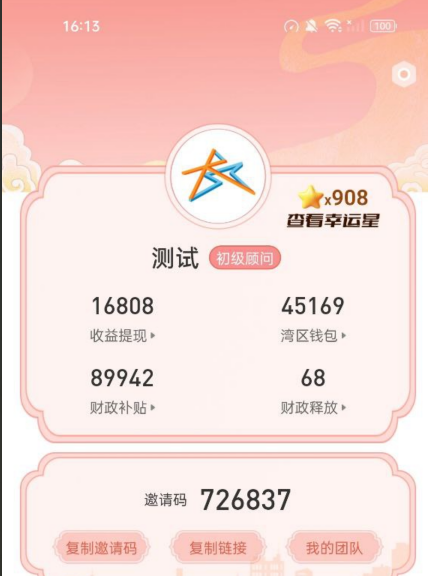 16:13
100
x908
查看幸运星
测试 初级顾问
16808 45169
收益提现 湾区钱包
89942 68
财政补贴 财政释放
邀请码 726837
复制邀请码 复制链接 我的团队